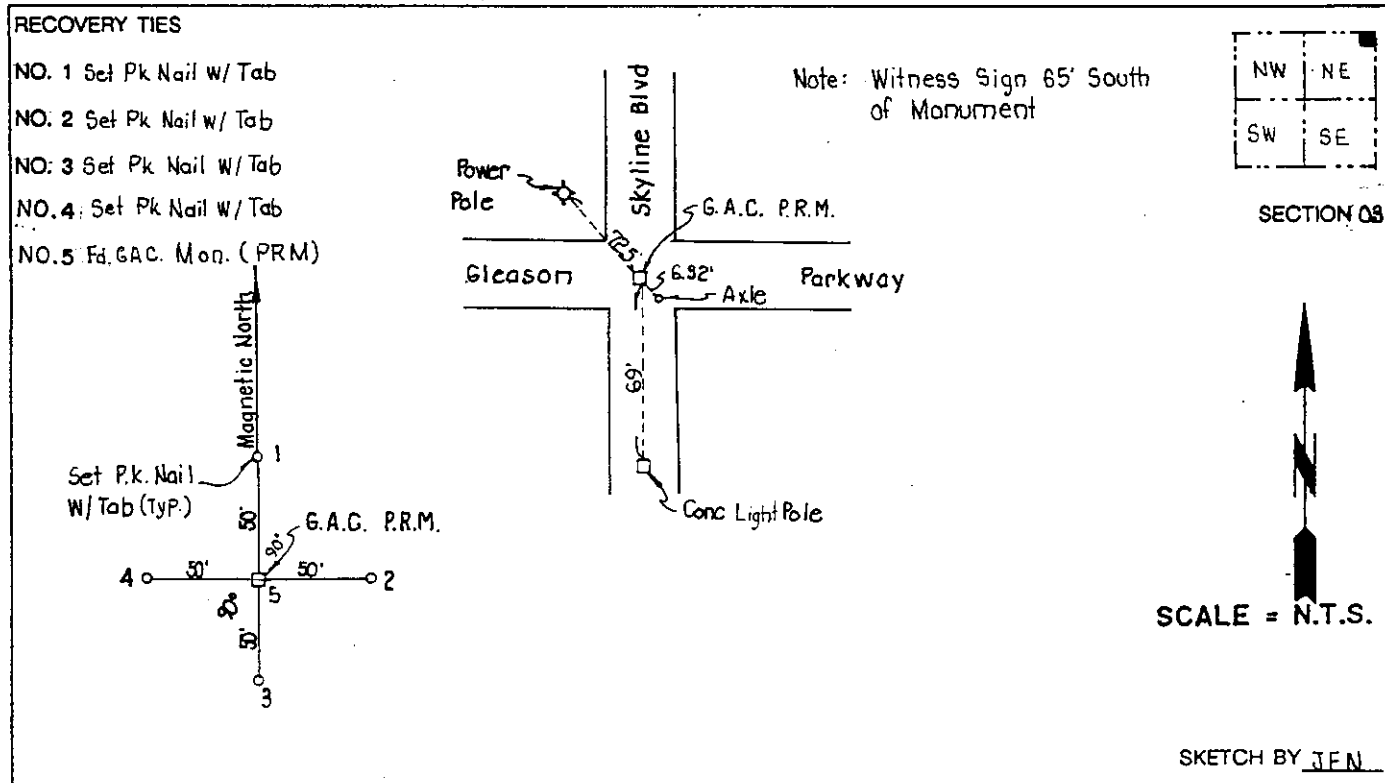 RECOVERY TIES
NO. 1 Set Pk Nail w/ Tab
NO. 2 Set Pk Nail w/ Tab
NO. 3 Set Pk Nail w/ Tab
NO. 4 Set Pk Nail w/ Tab
NO. 5 Fd. GAC. Mon. (PRM)
Magnetic North
1
Set P.k. Nail
W/ Tab (TyP.)
50'
90°
G.A.C. P.R.M.
4
50'
50'
2
5
90°
50'
3
Note: Witness Sign 65' South
of Monument
Skyline Blvd
Power
Pole
72.5'
G.A.C. P.R.M.
Gleason
Parkway
6.92'
Axle
69'
Conc Light Pole
NW NE
SW SE
SECTION 03
N
SCALE = N.T.S.
SKETCH BY JFN